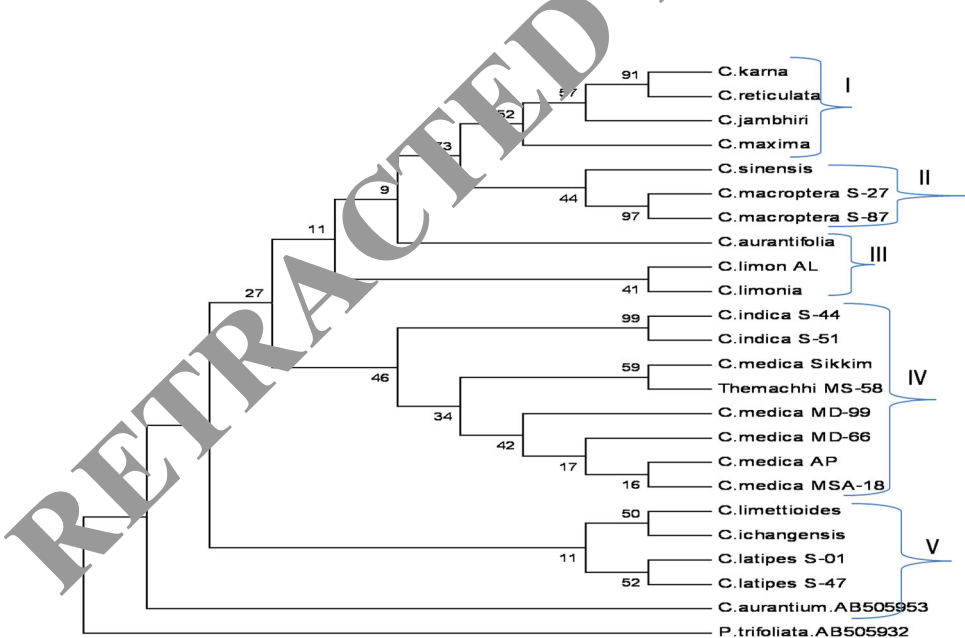 RETRACTED
91
C.karna
C.reticulata
57
C.jambhiri
52
C.maxima
I
73
C.sinensis
44
C.macroptera S-27
97
C.macroptera S-87
II
9
C.aurantifolia
11
C.limon AL
41
C.limonia
III
27
99
C.indica S-44
C.indica S-51
46
59
C.medica Sikkim
Themachhi MS-58
34
C.medica MD-99
42
C.medica MD-66
17
C.medica AP
16
C.medica MSA-18
IV
50
C.limettioides
C.ichangensis
11
C.latipes S-01
52
C.latipes S-47
V
C.aurantium.AB505953
P.trifoliata.AB505932